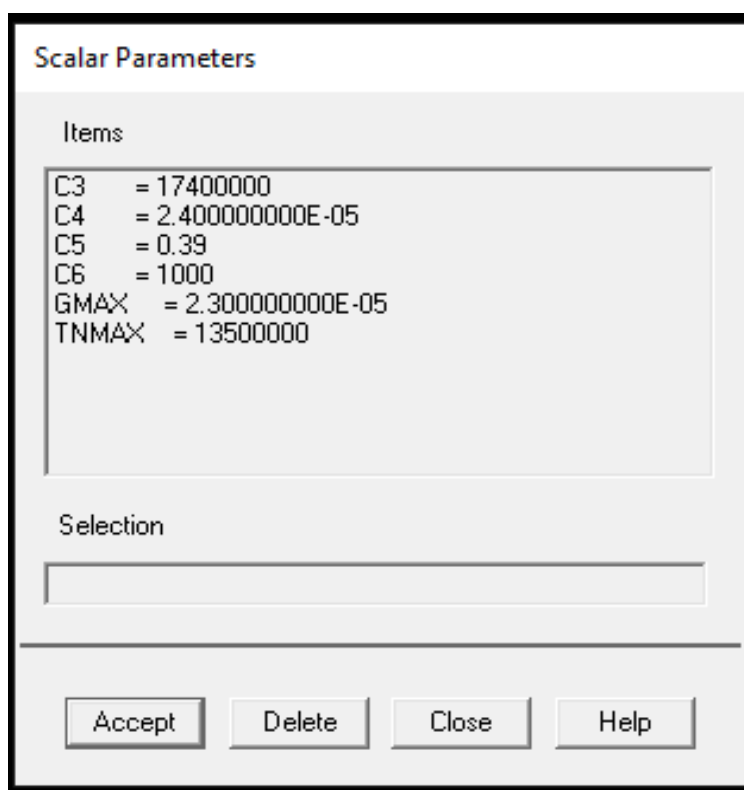 Scalar Parameters
Items
C3 = 17400000
C4 = 2.400000000E-05
C5 = 0.39
C6 = 1000
GMAX = 2.300000000E-05
TNMAX = 13500000
Selection
Accept Delete Close Help